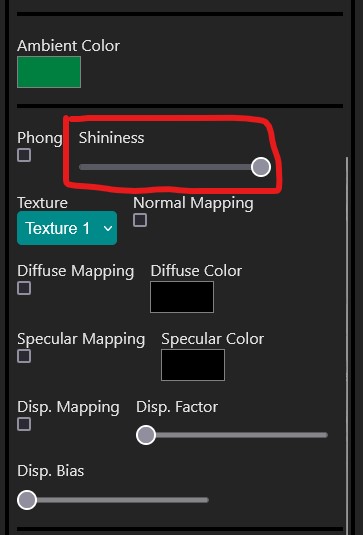 Ambient Color
Phong Shininess
Texture Normal Mapping
Texture 1
Diffuse Mapping Diffuse Color
Specular Mapping Specular Color
Disp. Mapping Disp. Factor
Disp. Bias